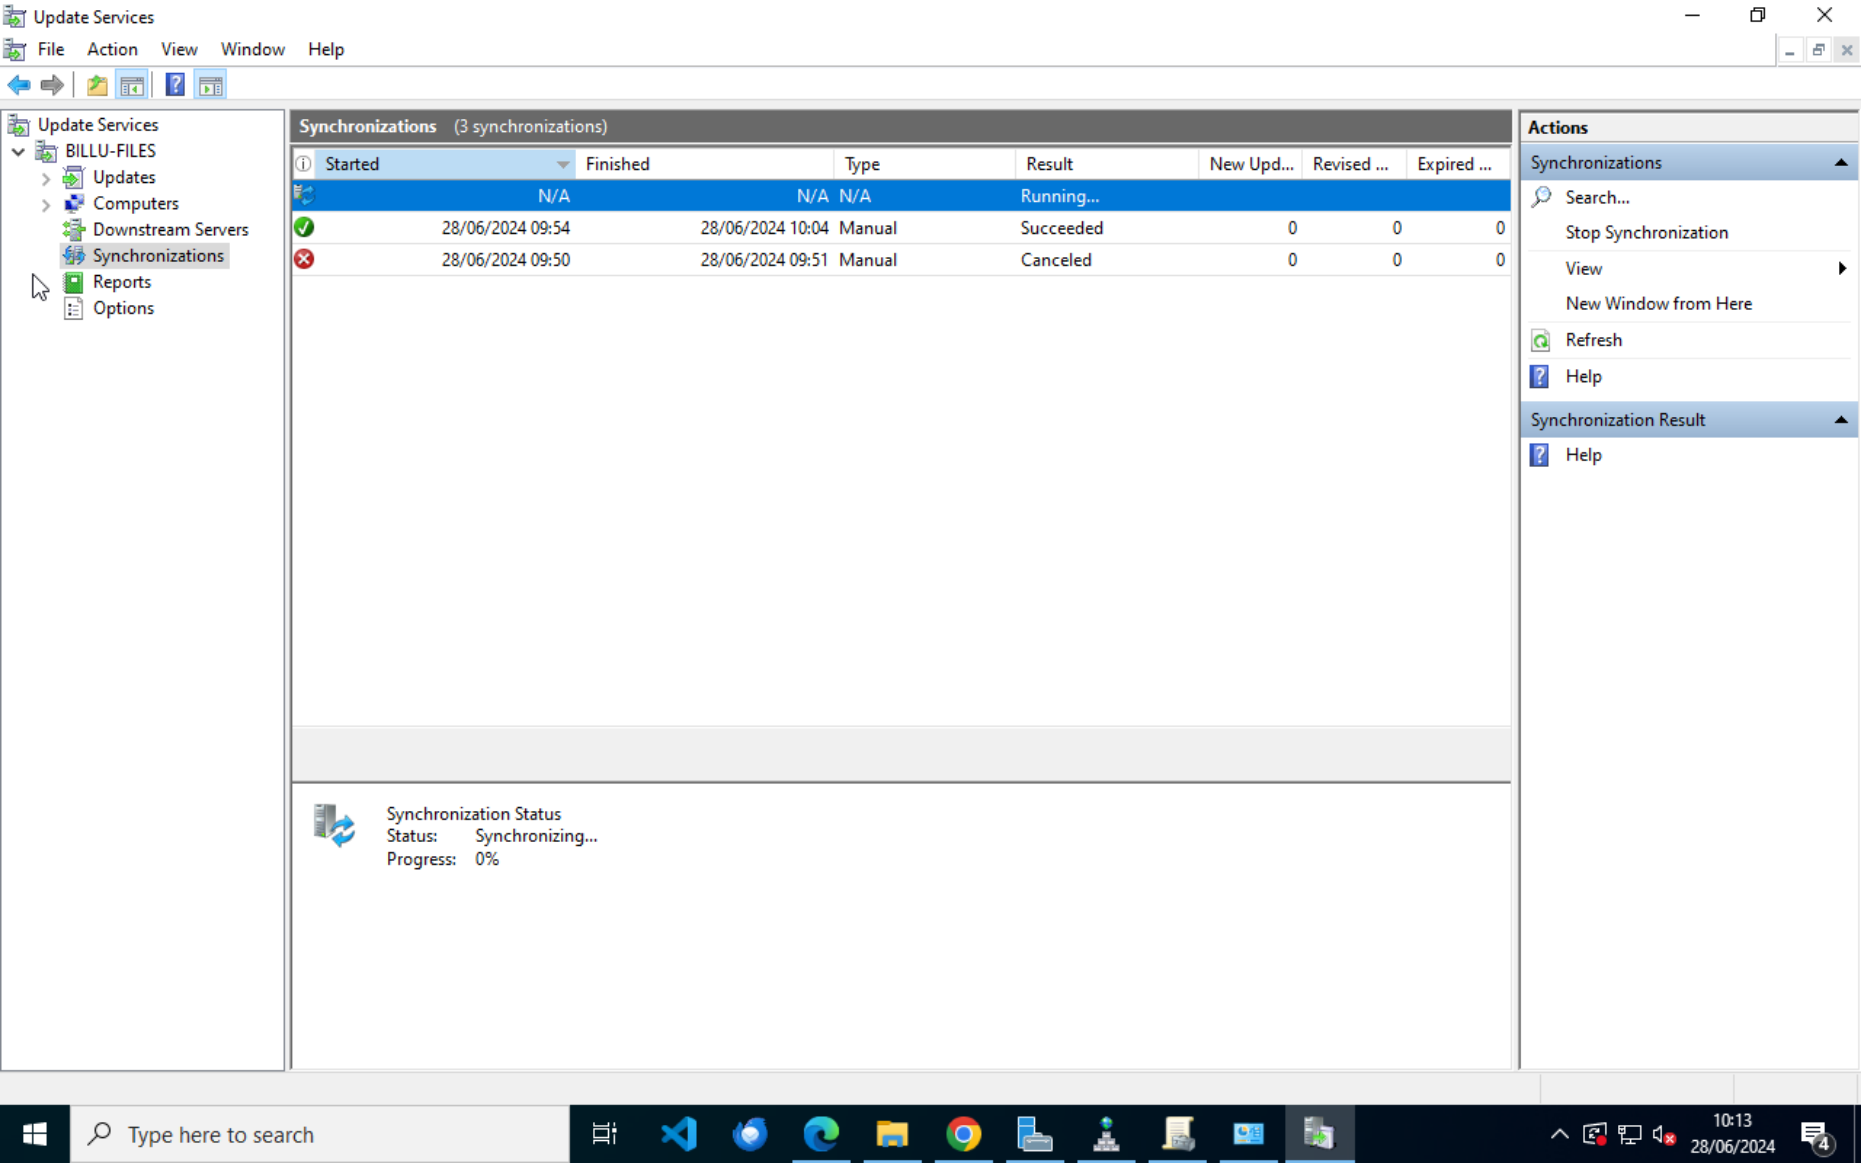 Update Services
File Action View Window Help
Update Services
BILLU-FILES
Updates
Computers
Downstream Servers
Synchronizations
Reports
Options
Synchronizations (3 synchronizations)
Started Finished Type Result New Upd... Revised ... Expired ...
N/A N/A N/A Running...
28/06/2024 09:54 28/06/2024 10:04 Manual Succeeded 0 0 0
28/06/2024 09:50 28/06/2024 09:51 Manual Canceled 0 0 0
Synchronization Status
Status: Synchronizing...
Progress: 0%
Actions
Synchronizations
Search...
Stop Synchronization
View
New Window from Here
Refresh
Help
Synchronization Result
Help
Type here to search
10:13
28/06/2024
4